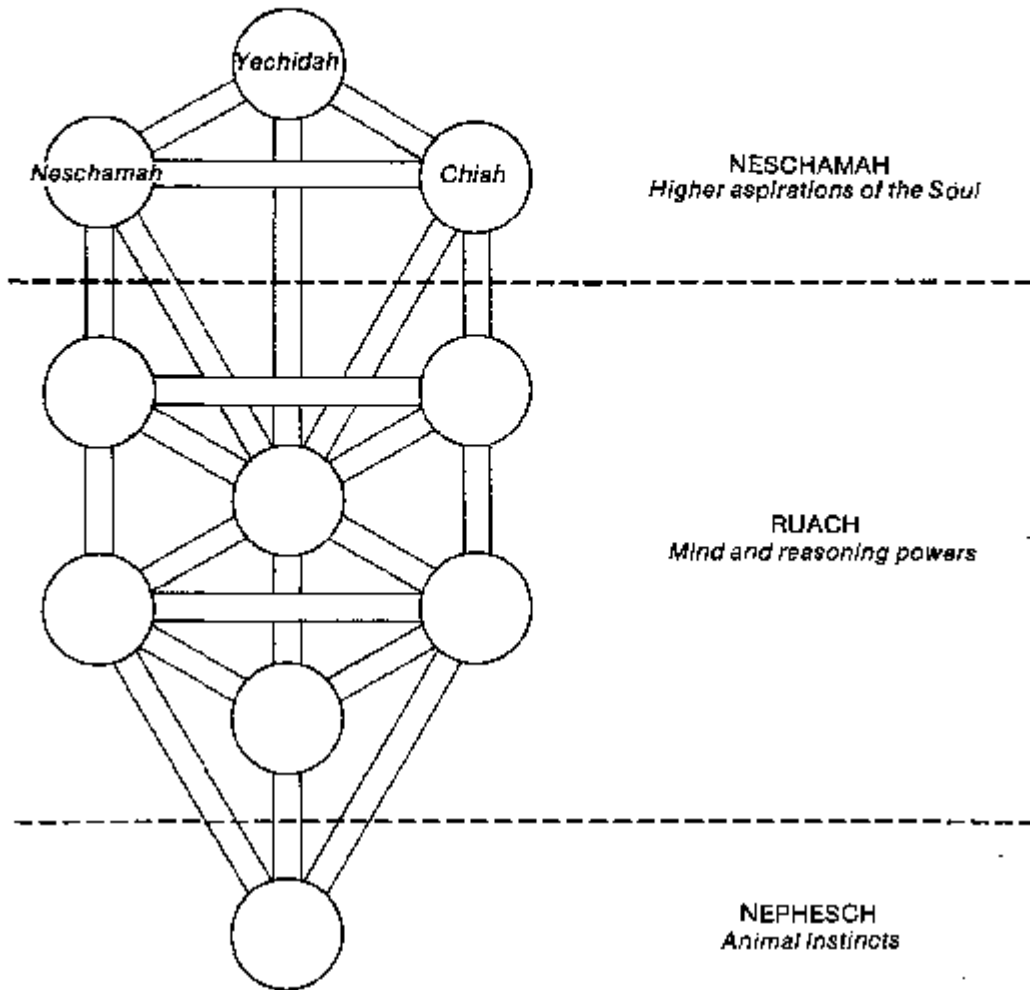 Yechidah
Neschamah
Chiah
NESCHAMAH
Higher aspirations of the Soul
RUACH
Mind and reasoning powers
NEPHESCH
Animal Instincts